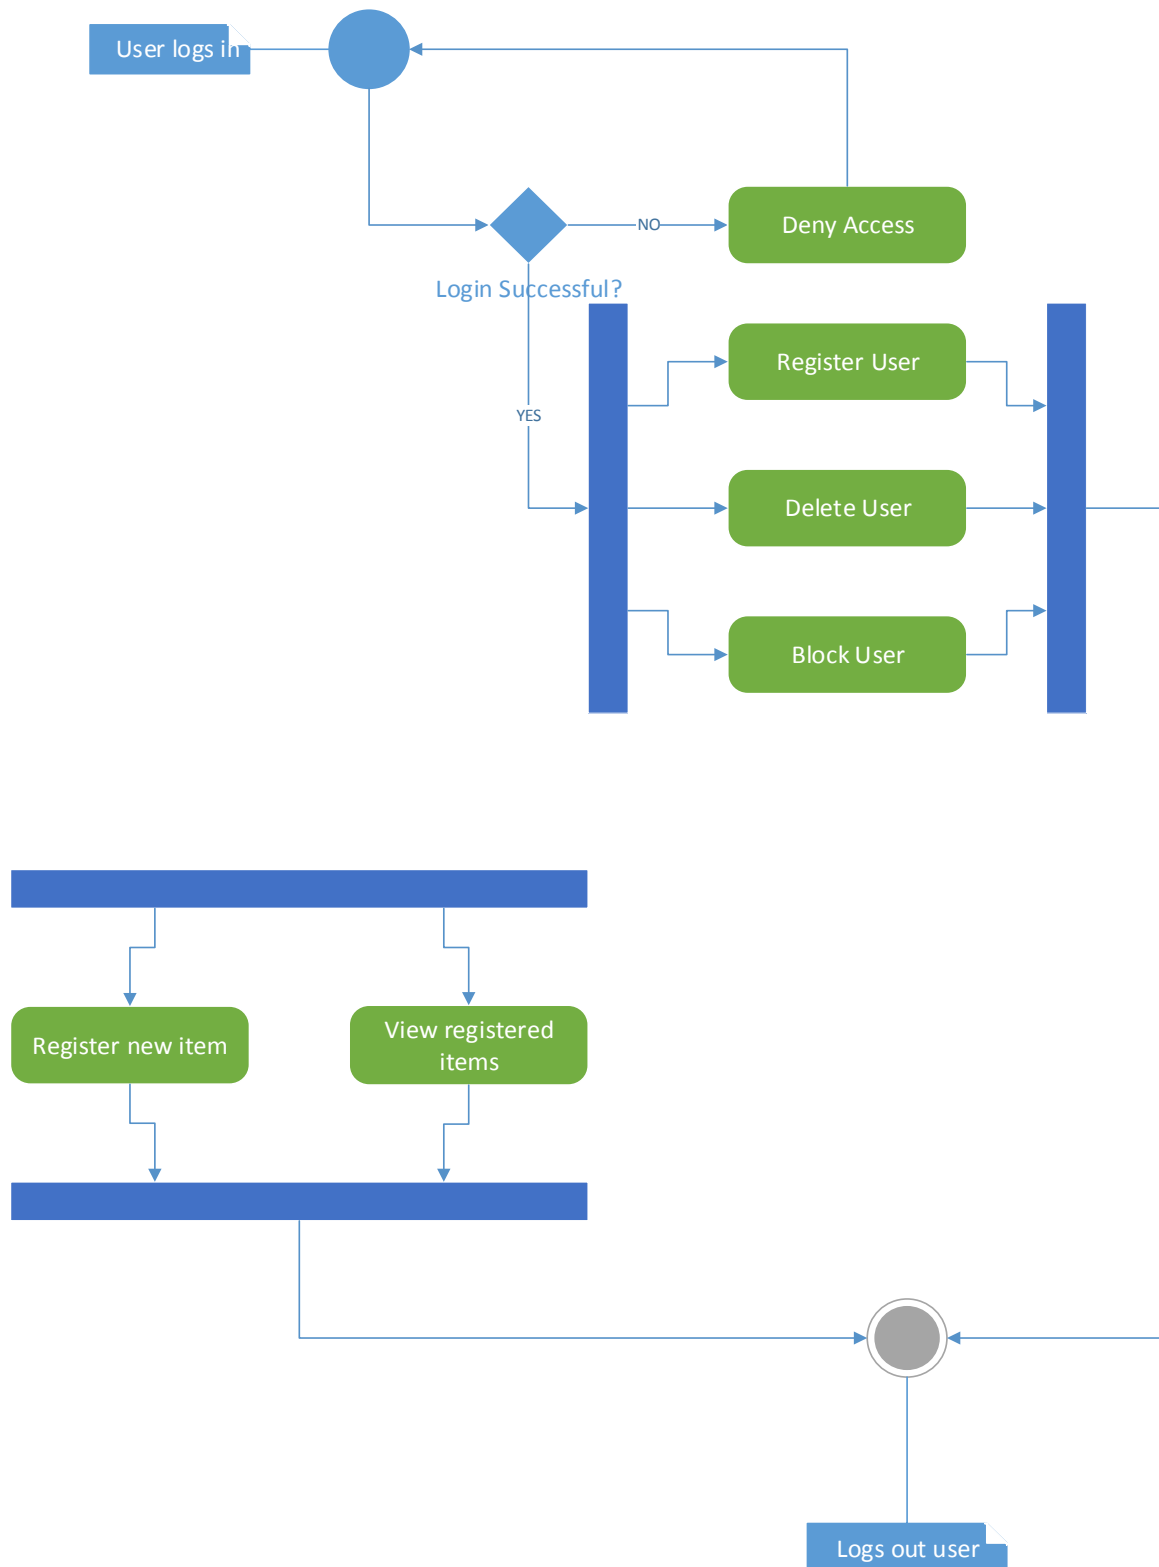 User logs in
NO
Deny Access
Login Successful?
Register User
YES
Delete User
Block User
Register new item
View registered
items
Logs out user